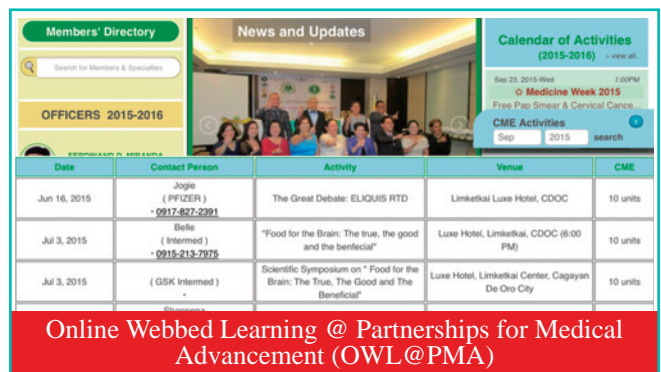 Members' Directory
Search for Members & Specialties
OFFICERS 2015-2016
FERDINAND D. MIRANDA
News and Updates
Calendar of Activities
(2015-2016) - view all..
Sep 23, 2015-Wed 1:00PM
✩ Medicine Week 2015
Free Pap Smear & Cervical Cance...
CME Activities x
Sep 2015 search
Date Contact Person Activity Venue CME
Jun 16, 2015
Jogie
( PFIZER )
- 0917-827-2391
The Great Debate: ELIQUIS RTD
Limketkai Luxe Hotel, CDOC
10 units
Jul 3, 2015
Belle
( Intermed )
- 0915-213-7975
"Food for the Brain: The true, the good
and the benfecial"
Luxe Hotel, Limketkai, CDOC (6:00
PM)
10 units
Jul 3, 2015
( GSK Intermed )
-
Scientific Symposium on " Food for the
Brain: The True, The Good and The
Beneficial"
Luxe Hotel, Limketkai Center, Cagayan
De Oro City
10 units
Online Webbed Learning @ Partnerships for Medical
Advancement (OWL@PMA)